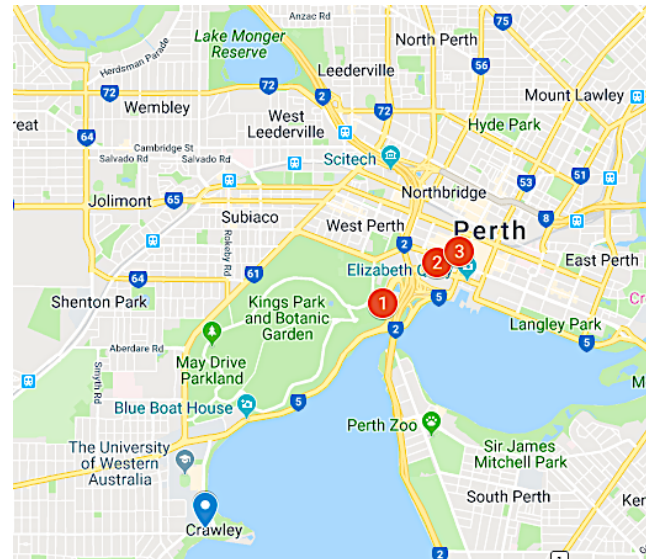 Anzac Rd
75
Lake Monger
Reserve
North Perth
Herdsman Parade
Leederville
56
72
72
2
Mount Lawley
Wembley
72
West
Leederville
Hyde Park
reat
64
Cambridge St
Salvado Rd
Salvado Rd
Scitech
51
53
Northbridge
Jolimont
65
Subiaco
West Perth
8
Rokeby Rd
2
Perth
3
2
East Perth
Elizabeth Q
64
61
Shenton Park
Kings Park
and Botanic
Garden
1
5
C
Langley Park
2
5
Aberdare Rd
May Drive
Parkland
Smyth Rd
M
Blue Boat House
5
Perth Zoo
The University
of Western
Australia
Sir James
Mitchell Park
South Perth
Ken
Crawley
2
1